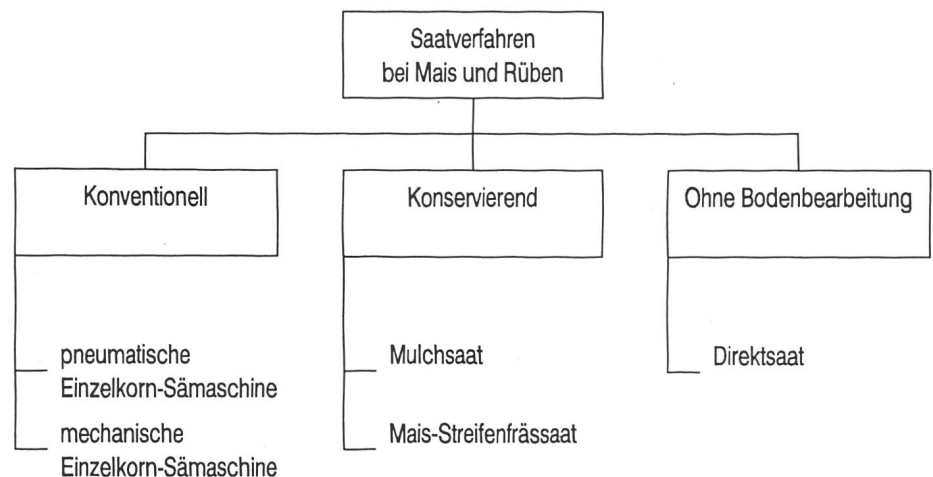 Saatverfahren
bei Mais und Rüben
Konventionell
Konservierend
Ohne Bodenbearbeitung
pneumatische
Einzelkorn-Sämaschine
mechanische
Einzelkorn-Sämaschine
Mulchsaat
Mais-Streifenfrässaat
Direktsaat